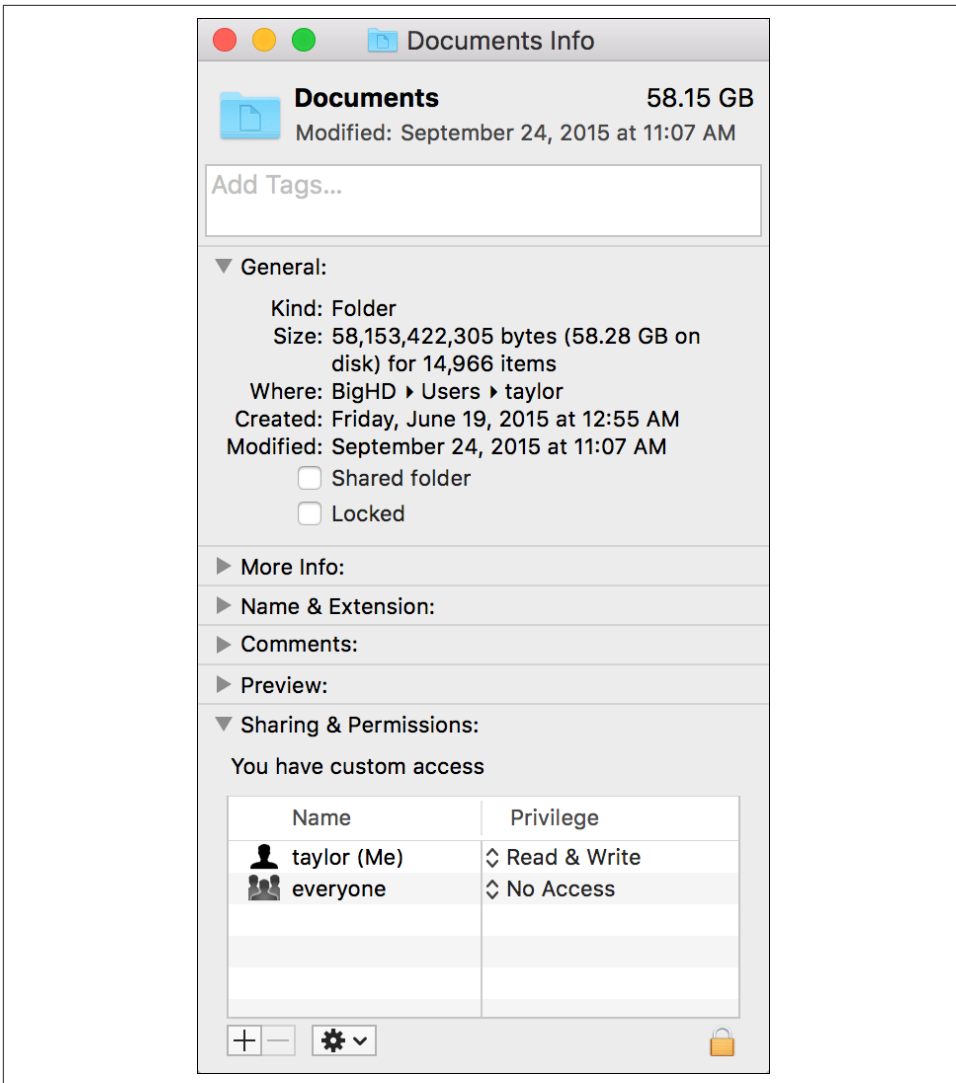 Documents Info
Documents 58.15 GB
Modified: September 24, 2015 at 11:07 AM
Add Tags...
General:
Kind: Folder
Size: 58,153,422,305 bytes (58.28 GB on
disk) for 14,966 items
Where: BigHD ▸ Users ▸ taylor
Created: Friday, June 19, 2015 at 12:55 AM
Modified: September 24, 2015 at 11:07 AM
Shared folder
Locked
More Info:
Name & Extension:
Comments:
Preview:
Sharing & Permissions:
You have custom access
Name Privilege
taylor (Me) Read & Write
everyone No Access